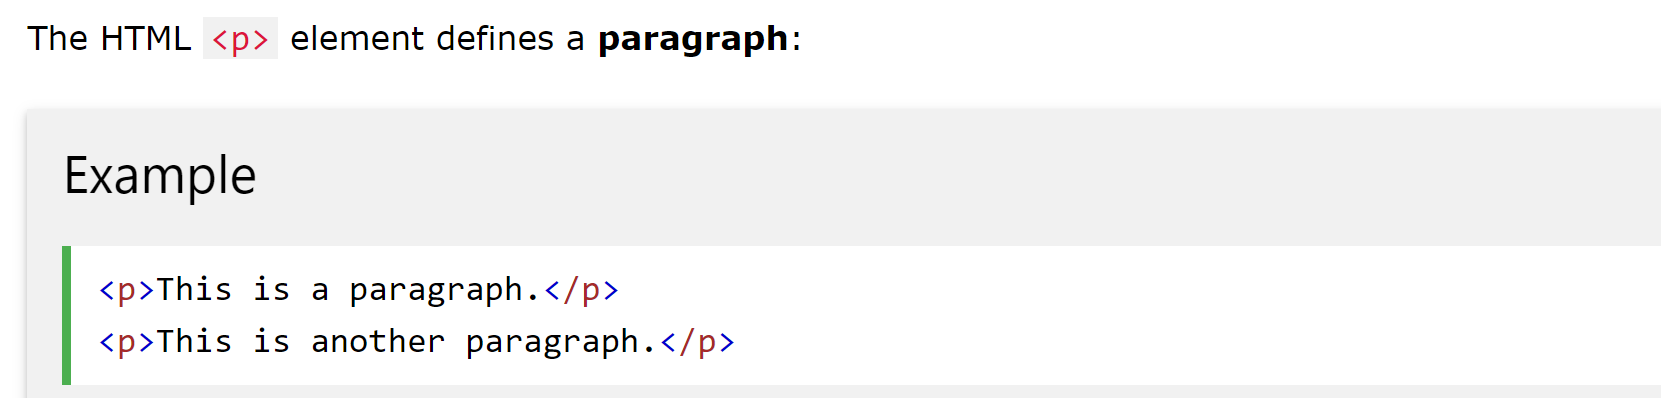 The HTML <p> element defines a paragraph:
Example
<p>This is a paragraph.</p>
<p>This is another paragraph.</p>